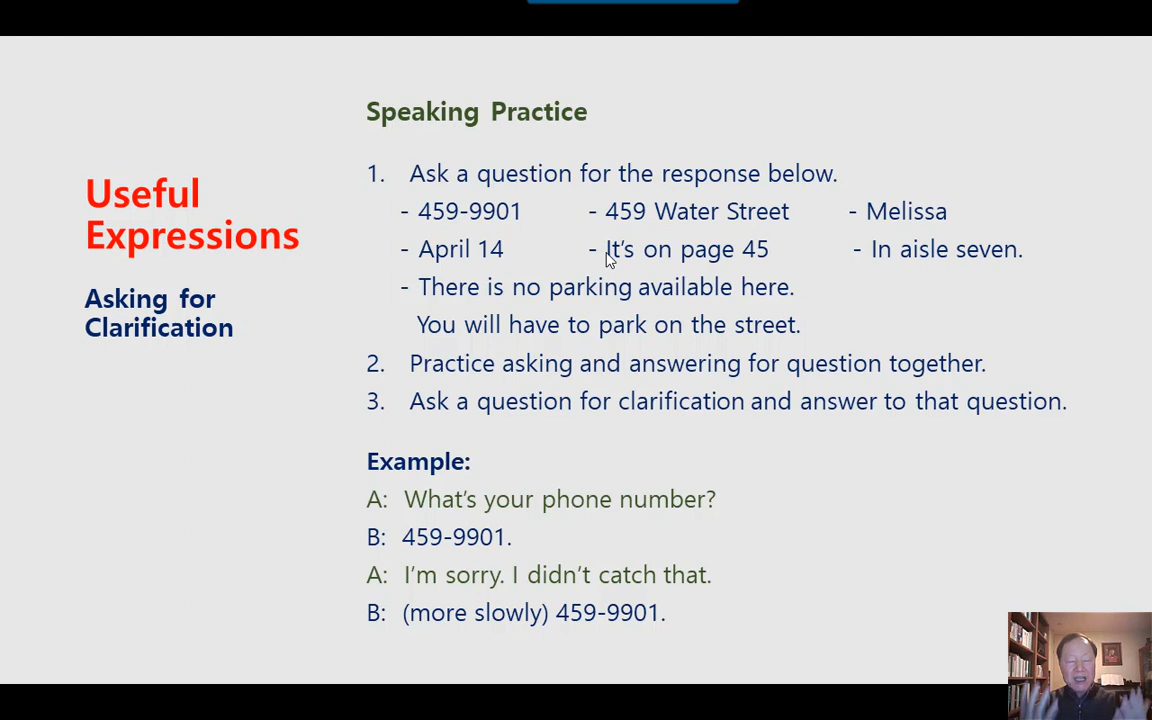 Speaking Practice
Useful
Expressions
Asking for
Clarification
1. Ask a question for the response below.
- 459-9901 - 459 Water Street - Melissa
- April 14 - It's on page 45 - In aisle seven.
- There is no parking available here.
You will have to park on the street.
2. Practice asking and answering for question together.
3. Ask a question for clarification and answer to that question.
Example:
A: What's your phone number?
B: 459-9901.
A: I'm sorry. I didn't catch that.
B: (more slowly) 459-9901.